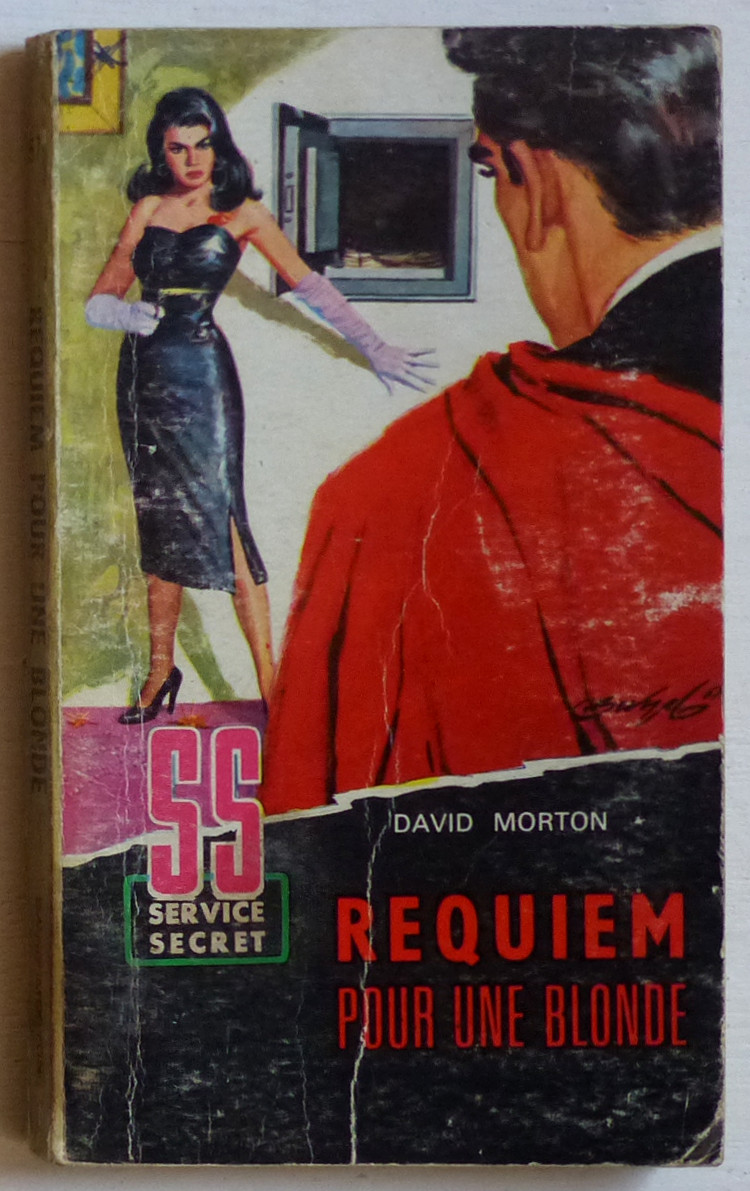 REQUIEM POUR UNE BLONDE
SS
SERVICE
SECRET
DAVID MORTON
REQUIEM
POUR UNE BLONDE